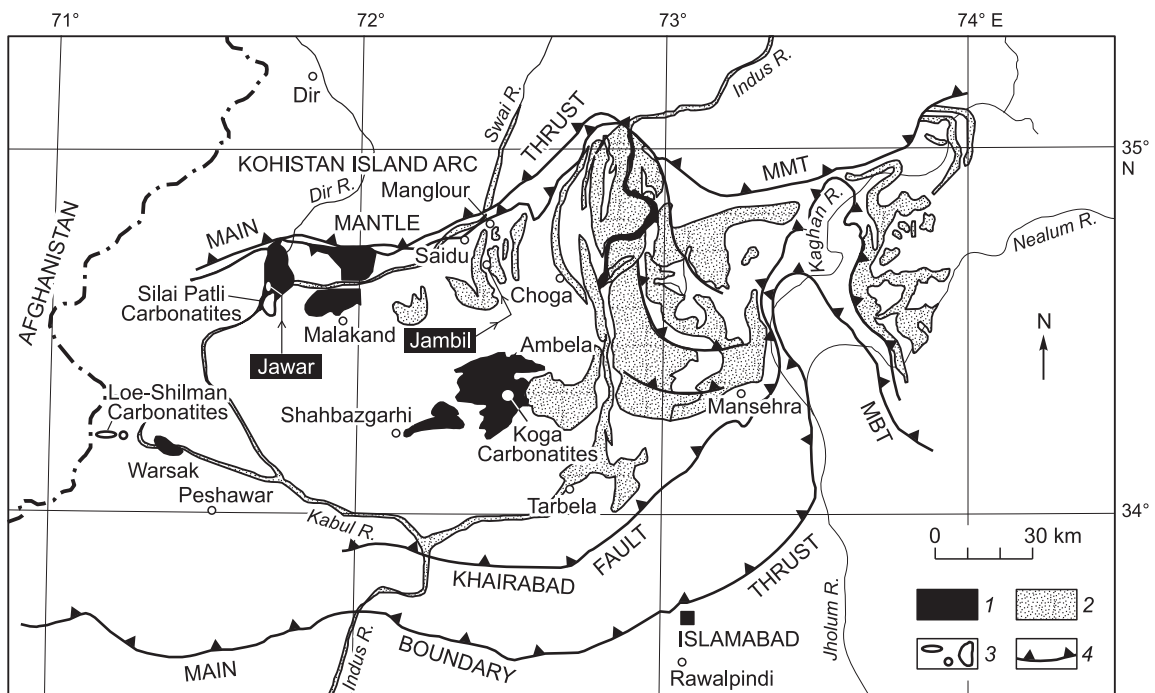 71°
72°
73°
74° E
Dir
Indus R.
Swai R.
THRUST
35°
N
KOHISTAN ISLAND ARC
MMT
Dir R.
Manglour
MAIN
MANTLE
Kaghan R.
Nealum R.
AFGHANISTAN
Saidu
Silai Patli
Carbonatites
Choga
Malakand
Jambil
N
Jawar
Ambela
Loe-Shilman
Carbonatites
Mansehra
Shahbazgarhi
Koga
Carbonatites
MBT
Warsak
Peshawar
Tarbela
34°
Kabul R.
0 30 km
FAULT
THRUST
KHAIRABAD
1 2
ISLAMABAD
MAIN
BOUNDARY
Indus R.
Jholum R.
3 4
Rawalpindi